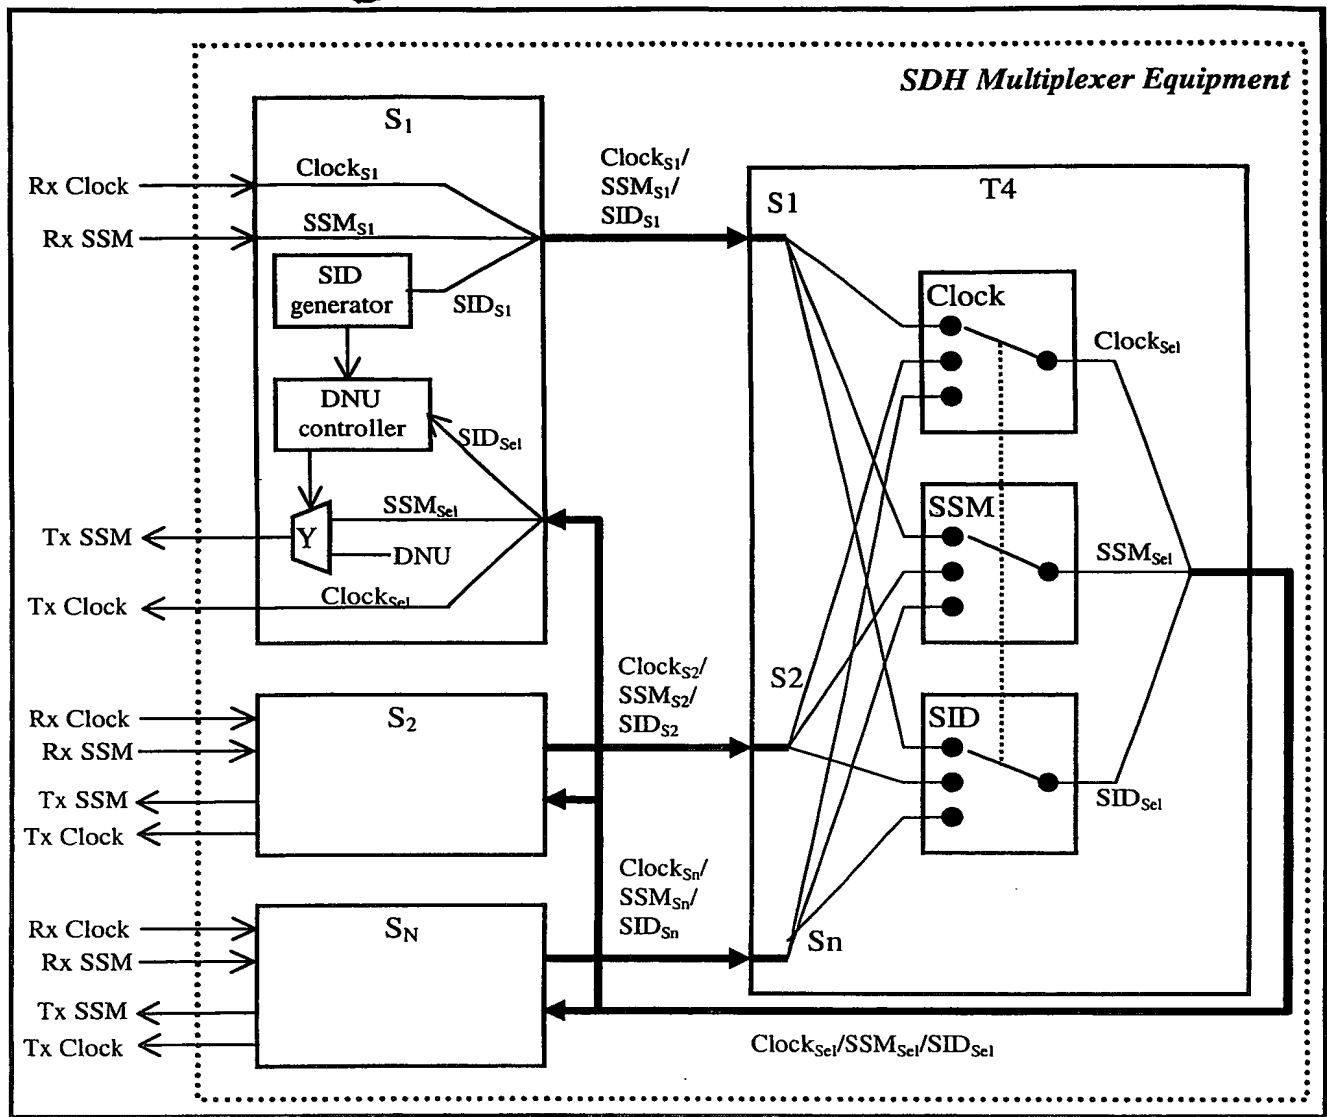 SDH Multiplexer Equipment
S1
Rx Clock
ClockS1
Rx SSM
SSMS1
SID
generator
SIDS1
DNU
controller
SIDSel
SSMSel
Tx SSM
Y
DNU
Tx Clock
ClockSel
ClockS1/
SSMS1/
SIDS1
T4
S1
Clock
ClockSel
SSM
SSMSel
S2
SID
SIDSel
Sn
Rx Clock
S2
Rx SSM
Tx SSM
Tx Clock
ClockS2/
SSMS2/
SIDS2
Rx Clock
SN
Rx SSM
Tx SSM
Tx Clock
ClockSn/
SSMSn/
SIDSn
ClockSel/SSMSel/SIDSel